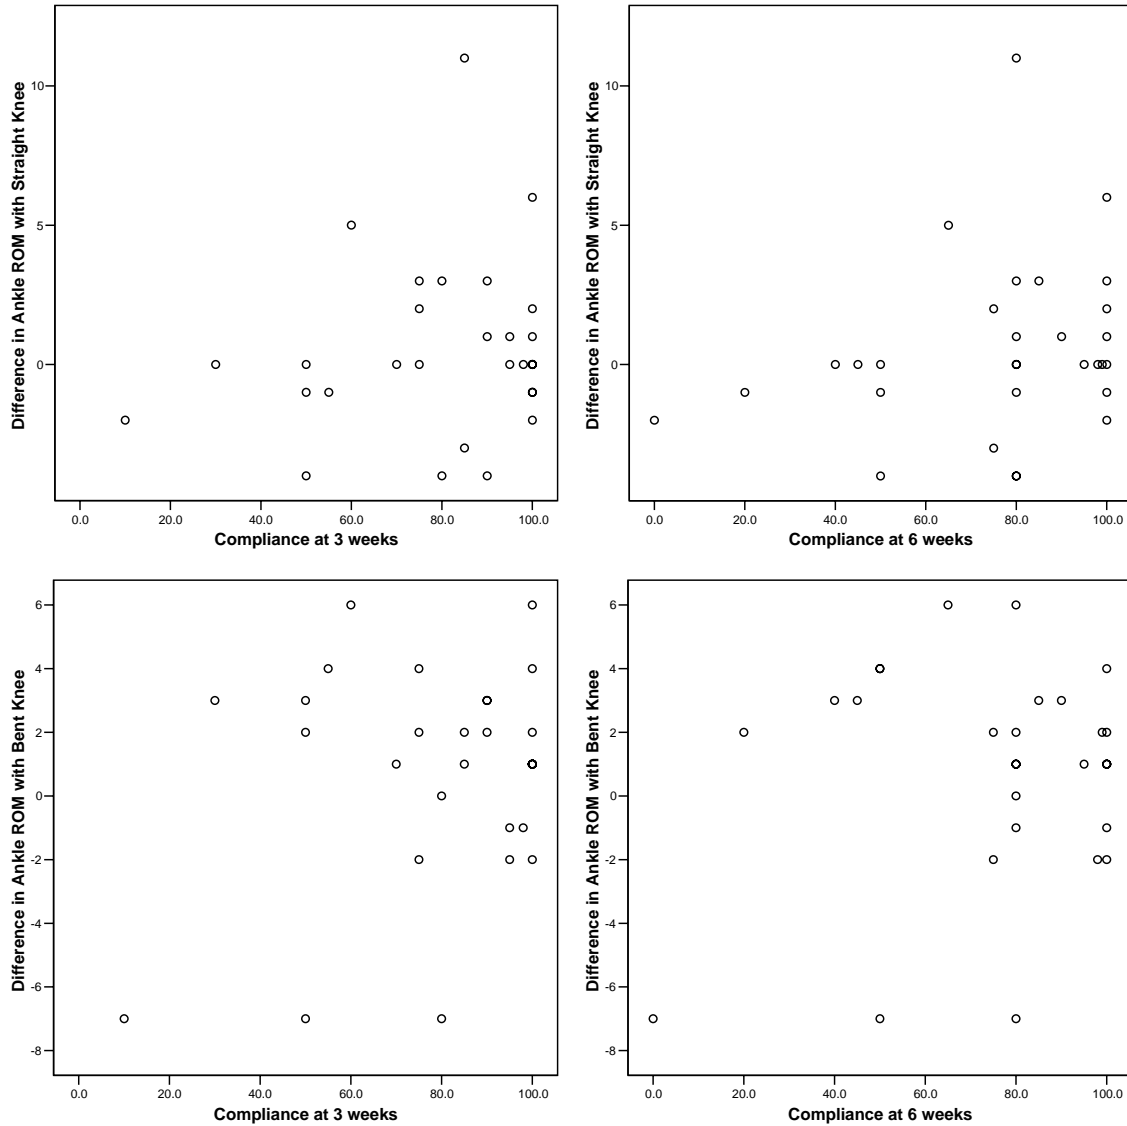 Difference in Ankle ROM with Straight Knee
10
5
0
0.0 20.0 40.0 60.0 80.0 100.0
Compliance at 3 weeks
Difference in Ankle ROM with Straight Knee
10
5
0
0.0 20.0 40.0 60.0 80.0 100.0
Compliance at 6 weeks
Difference in Ankle ROM with Bent Knee
6
4
2
0
-2
-4
-6
-8
0.0 20.0 40.0 60.0 80.0 100.0
Compliance at 3 weeks
Difference in Ankle ROM with Bent Knee
6
4
2
0
-2
-4
-6
-8
0.0 20.0 40.0 60.0 80.0 100.0
Compliance at 6 weeks